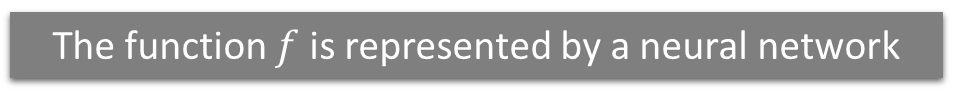 The function f is represented by a neural network